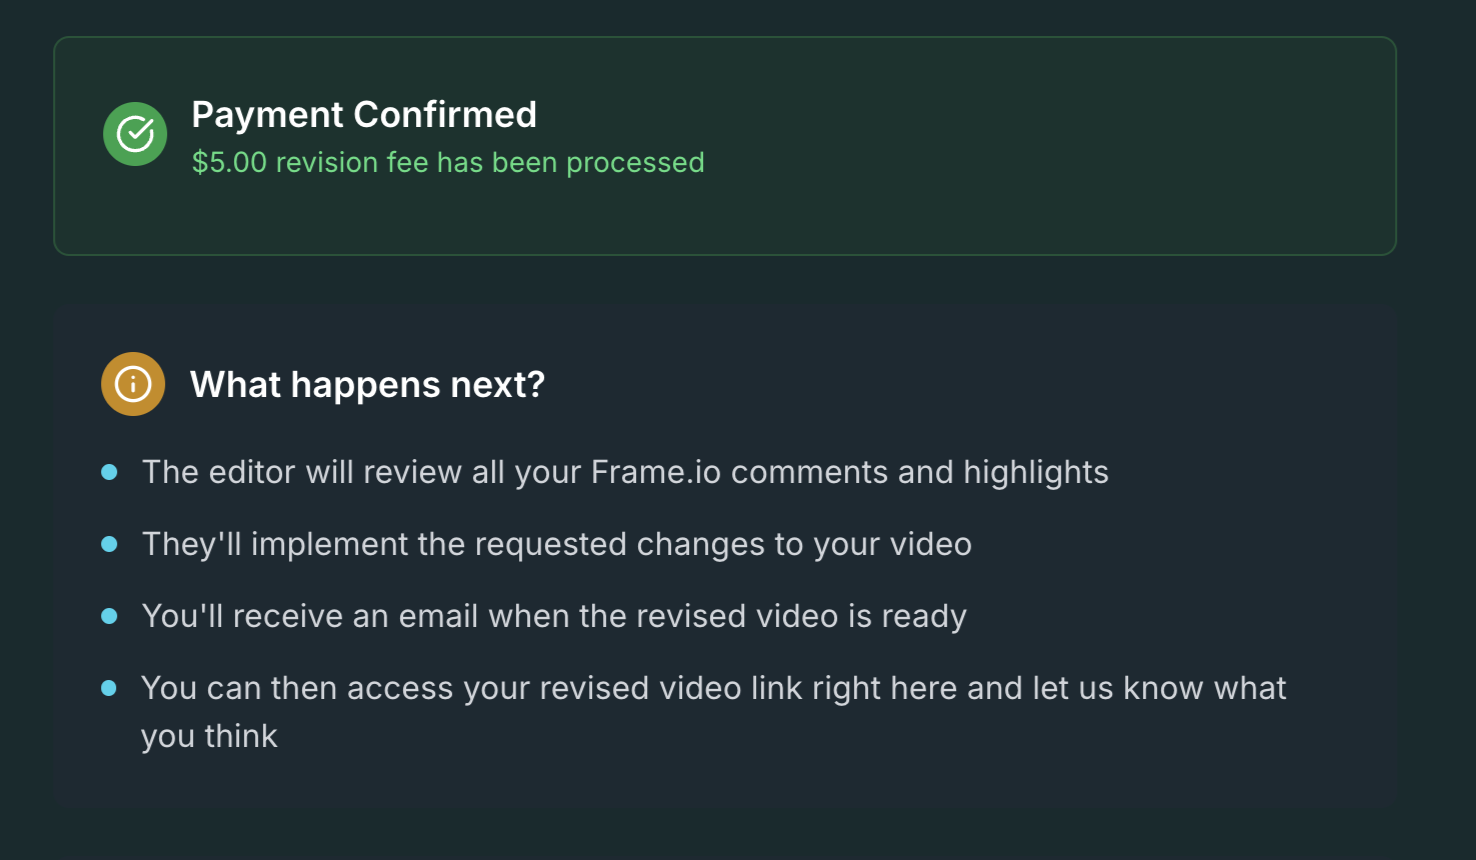 Payment Confirmed
$5.00 revision fee has been processed
What happens next?
The editor will review all your Frame.io comments and highlights
They'll implement the requested changes to your video
You'll receive an email when the revised video is ready
You can then access your revised video link right here and let us know what
you think